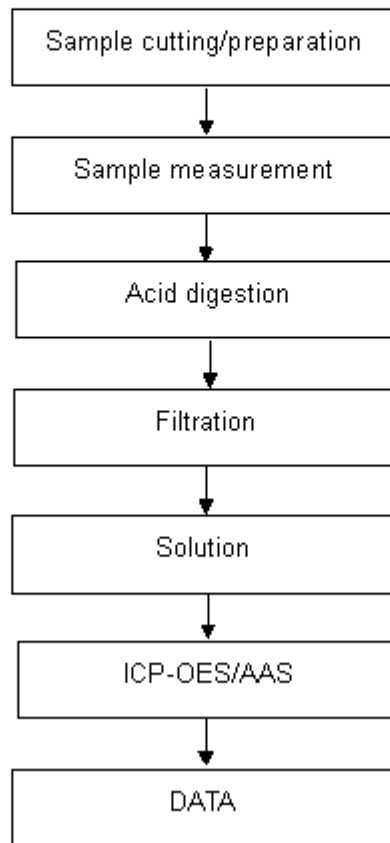 Sample cutting/preparation
Sample measurement
Acid digestion
Filtration
Solution
ICP-OES/AAS
DATA